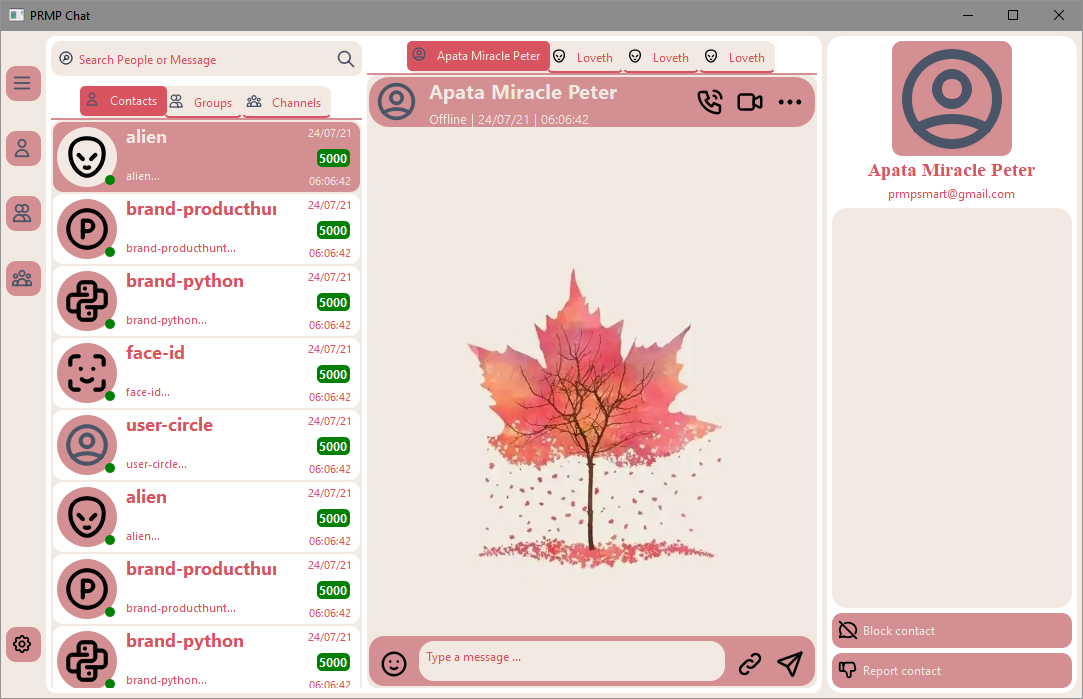 PRMP Chat
Search People or Message
Contacts
Groups
Channels
alien
24/07/21
5000
alien...
06:06:42
brand-producthu
24/07/21
5000
brand-producthunt...
06:06:42
brand-python
24/07/21
5000
brand-python...
06:06:42
face-id
24/07/21
5000
face-id...
06:06:42
user-circle
24/07/21
5000
user-circle...
06:06:42
alien
24/07/21
5000
alien...
06:06:42
brand-producthu
24/07/21
5000
brand-producthunt...
06:06:42
brand-python
24/07/21
5000
brand-python...
06:06:42
Apata Miracle Peter
Loveth
Loveth
Loveth
Apata Miracle Peter
Offline | 24/07/21 | 06:06:42
Type a message ...
Apata Miracle Peter
prmpsmart@gmail.com
Block contact
Report contact